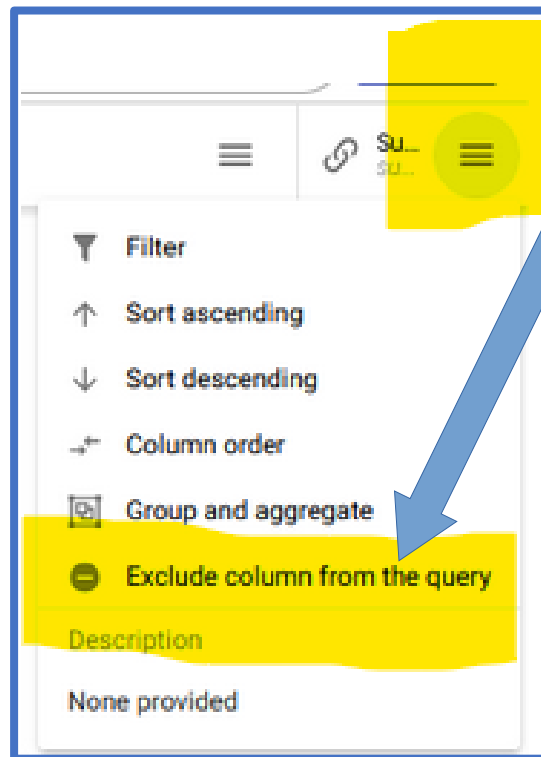 Su...
su...
Filter
Sort ascending
Sort descending
Column order
Group and aggregate
Exclude column from the query
Description
None provided